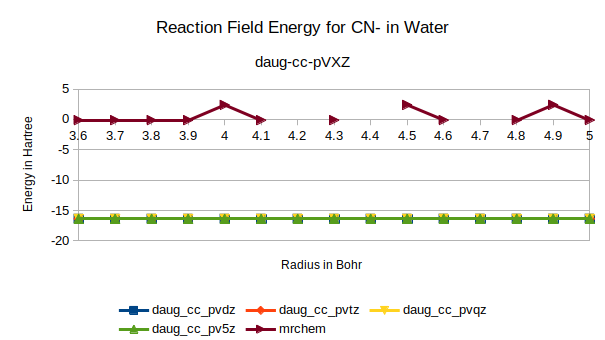 Reaction Field Energy for CN- in Water
daug-cc-pVXZ
Energy in Hartree
5
0
-5
-10
-15
-20
3.6 3.7 3.8 3.9 4 4.1 4.2 4.3 4.4 4.5 4.6 4.7 4.8 4.9 5
Radius in Bohr
daug_cc_pvdz daug_cc_pvtz daug_cc_pvqz
daug_cc_pv5z mrchem